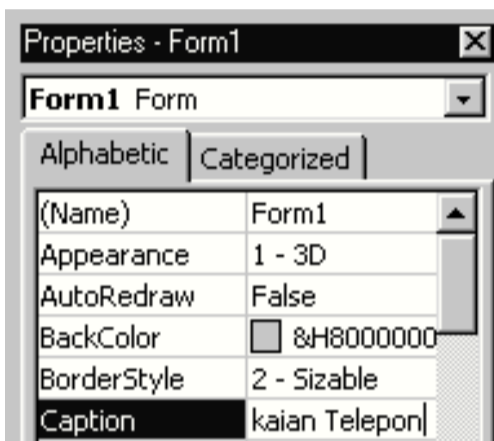 Properties - Form1
Form1 Form
Alphabetic Categorized
(Name) Form1
Appearance 1 - 3D
AutoRedraw False
BackColor &H8000000
BorderStyle 2 - Sizable
Caption kaian Telepon